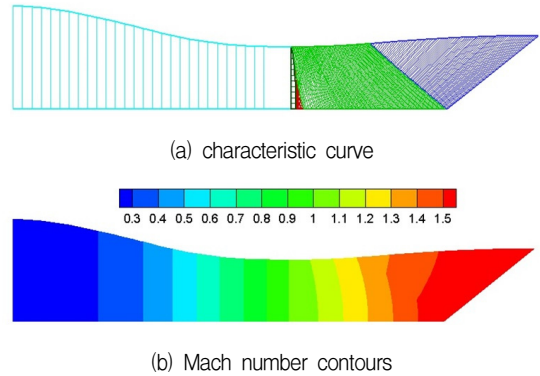 (a) characteristic curve
0.3 0.4 0.5 0.6 0.7 0.8 0.9 1 1.1 1.2 1.3 1.4 1.5
(b) Mach number contours